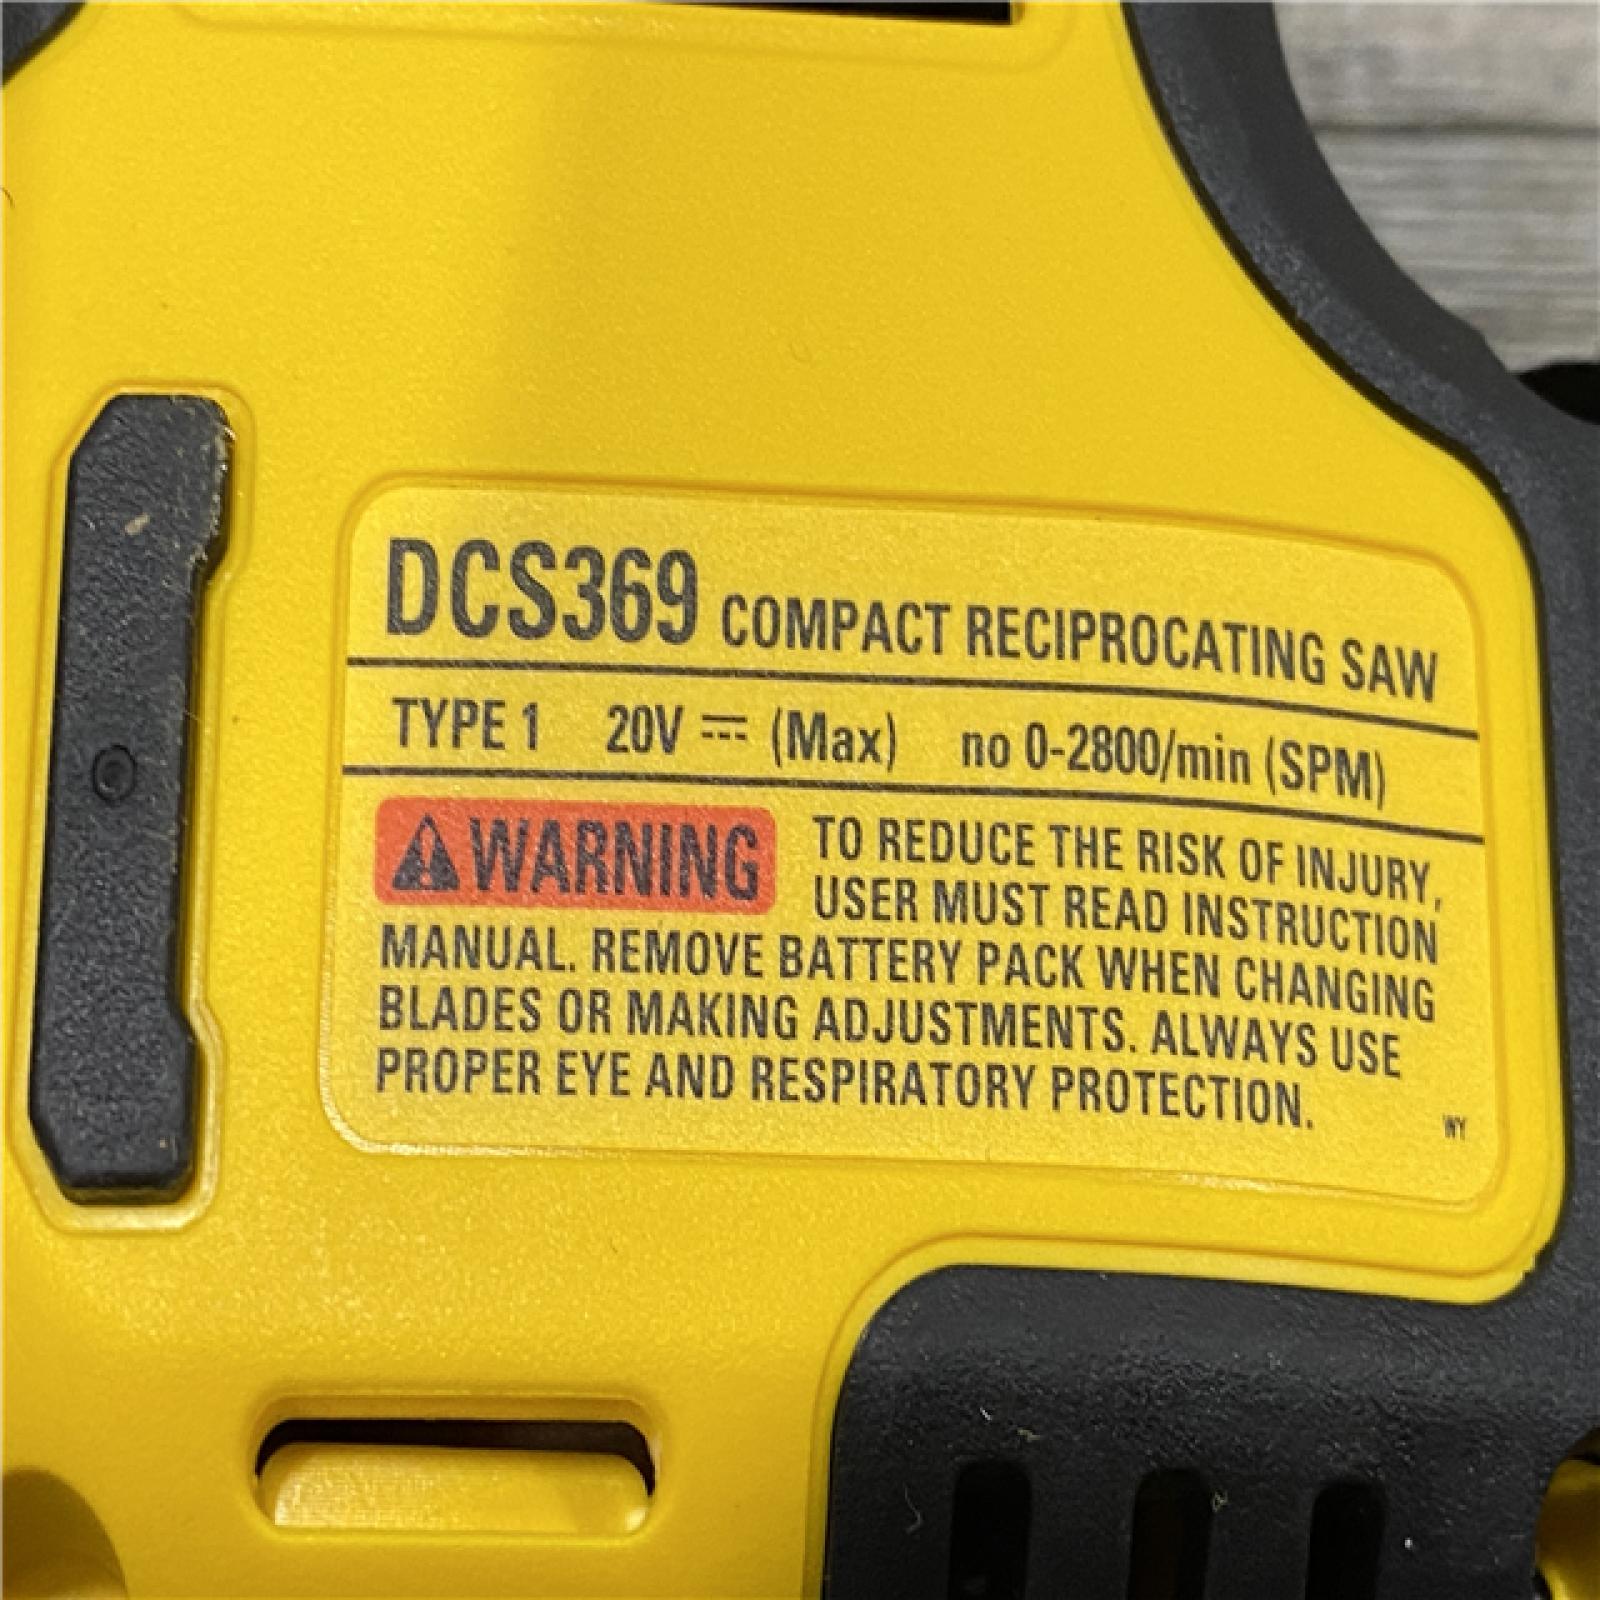 DCS369 COMPACT RECIPROCATING SAW
TYPE 1 20V ⎓ (Max) no 0-2800/min (SPM)
WARNING TO REDUCE THE RISK OF INJURY,
USER MUST READ INSTRUCTION
MANUAL. REMOVE BATTERY PACK WHEN CHANGING
BLADES OR MAKING ADJUSTMENTS. ALWAYS USE
PROPER EYE AND RESPIRATORY PROTECTION.
WY